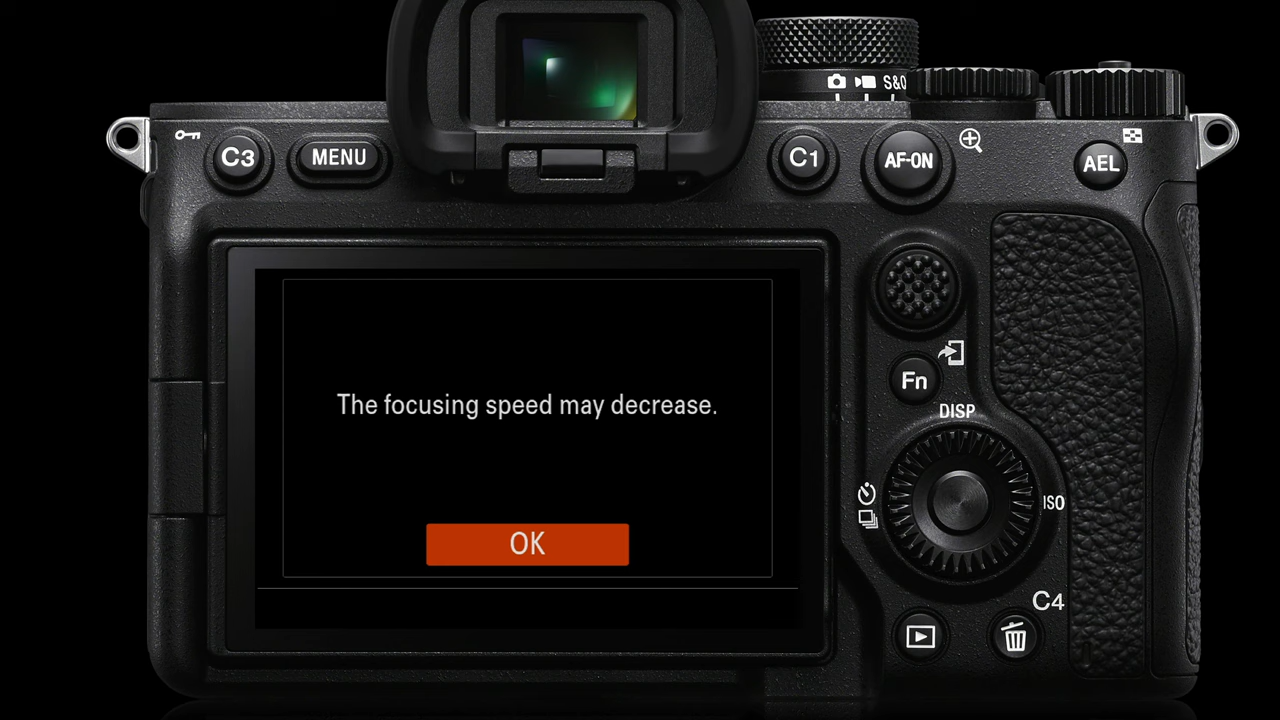 S&Q
C3
MENU
C1
AF-ON
AEL
Fn
DISP
The focusing speed may decrease.
ISO
OK
C4